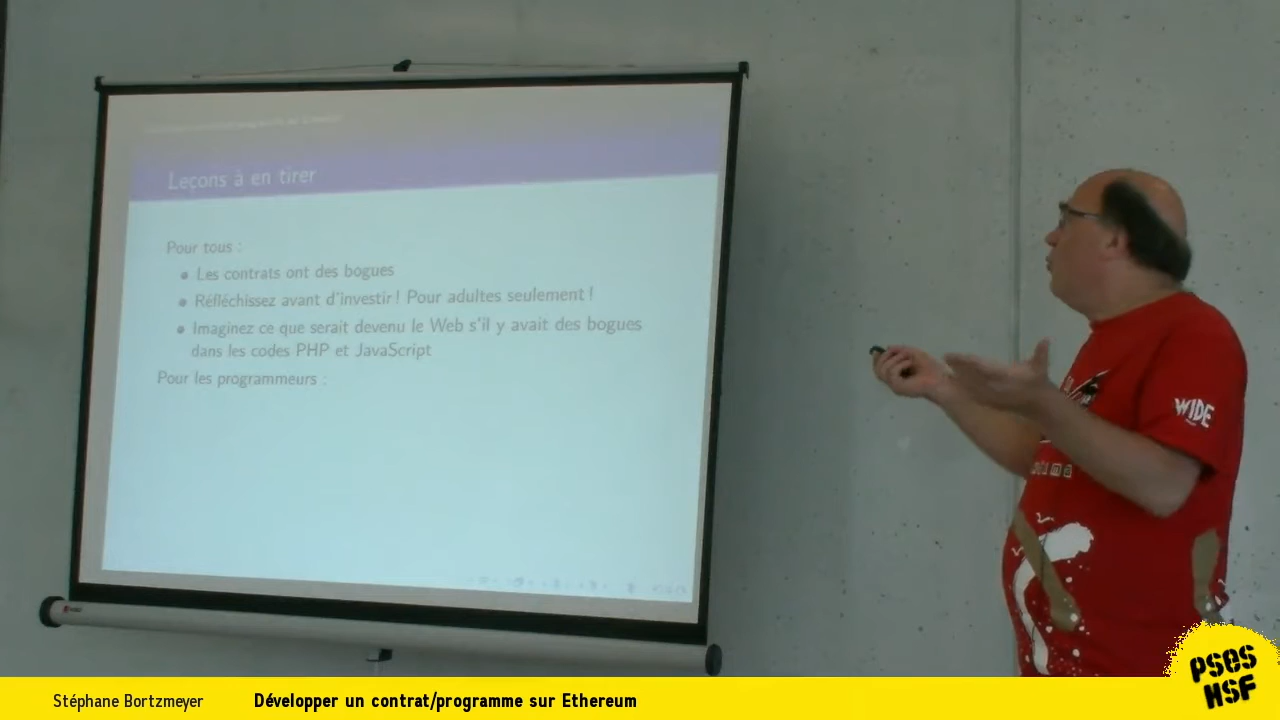 Leçons à en tirer
Pour tous :
Les contrats ont des bogues
Réfléchissez avant d'investir ! Pour adultes seulement !
Imaginez ce que serait devenu le Web s'il y avait des bogues
dans les codes PHP et JavaScript
Pour les programmeurs :
WIDE
PSES
HSF
Stéphane Bortzmeyer
Développer un contrat/programme sur Ethereum